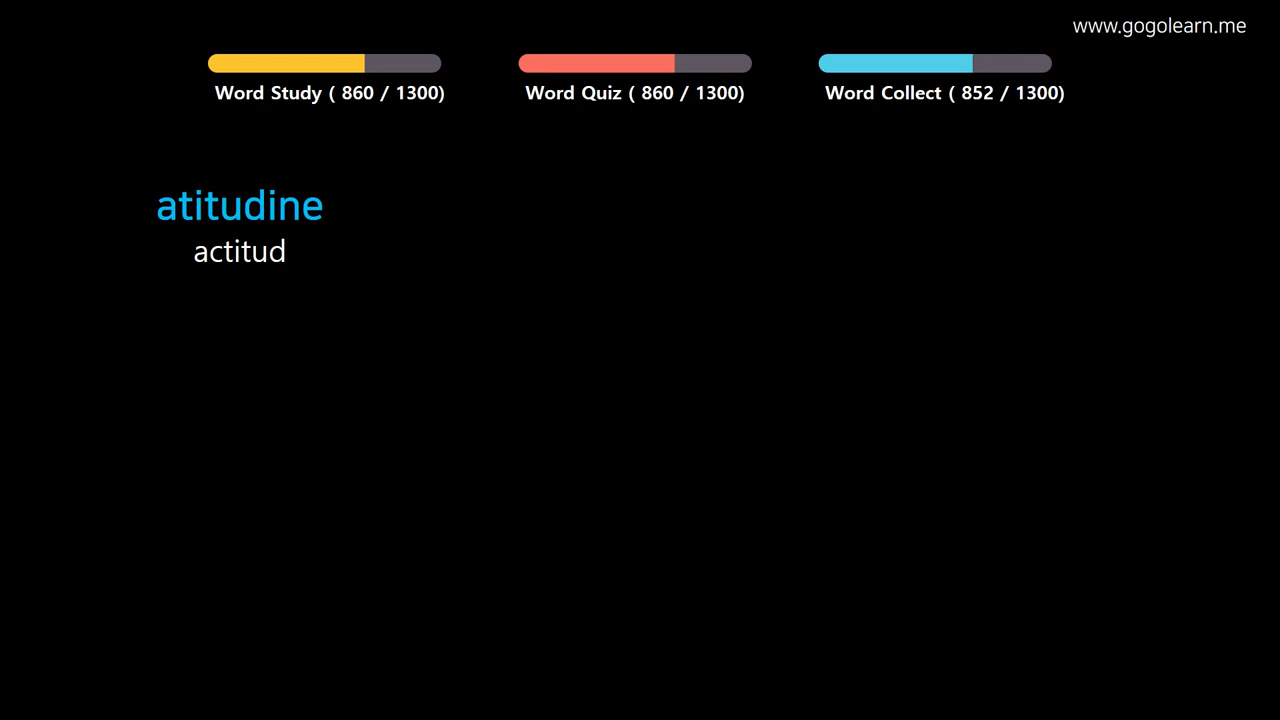 www.gogolearn.me
Word Study ( 860 / 1300)
Word Quiz ( 860 / 1300)
Word Collect ( 852 / 1300)
atitudine
actitud